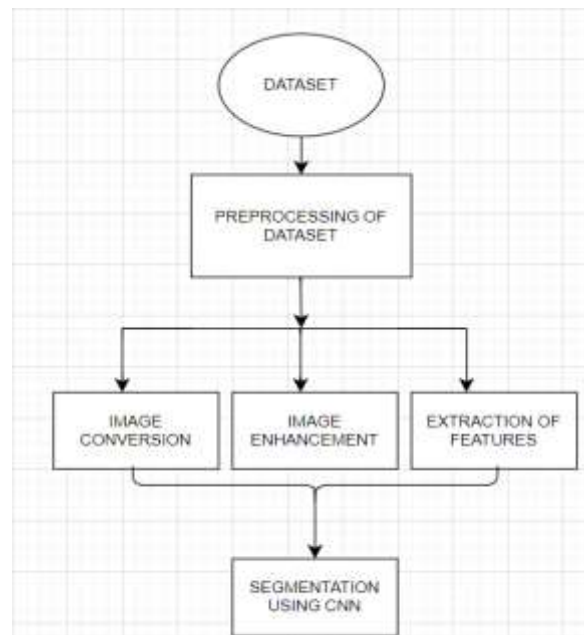 DATASET
PREPROCESSING OF
DATASET
IMAGE
CONVERSION
IMAGE
ENHANCEMENT
EXTRACTION OF
FEATURES
SEGMENTATION
USING CNN